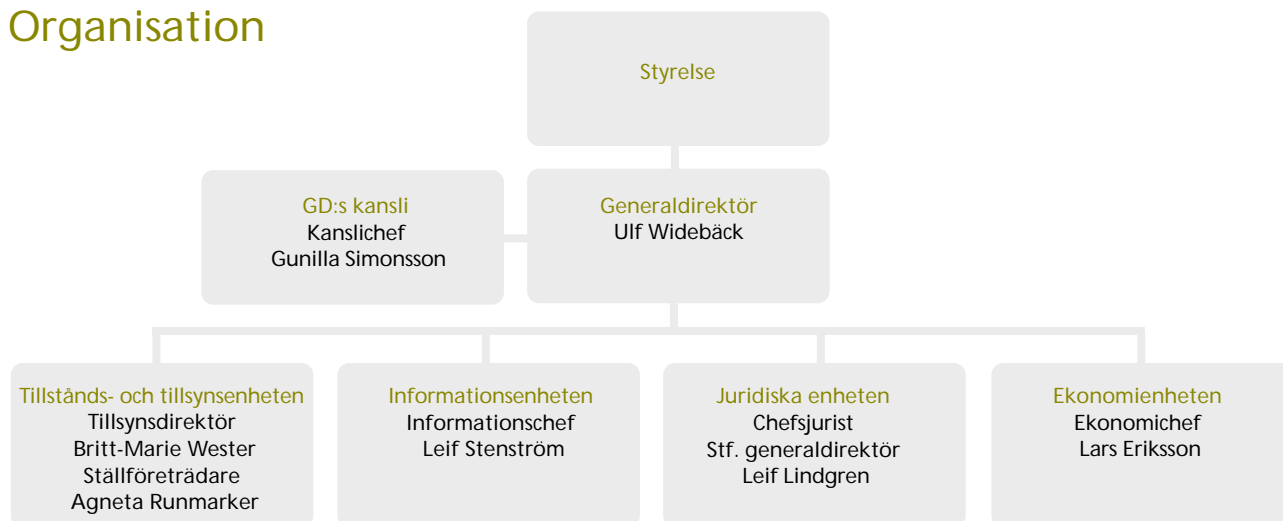 Organisation
Styrelse
GD:s kansli
Kanslichef
Gunilla Simonsson
Generaldirektör
Ulf Widebäck
Tillstånds- och tillsynsenheten
Tillsynsdirektör
Britt-Marie Wester
Ställföreträdare
Agneta Runmarker
Informationsenheten
Informationschef
Leif Stenström
Juridiska enheten
Chefsjurist
Stf. generaldirektör
Leif Lindgren
Ekonomienheten
Ekonomichef
Lars Eriksson